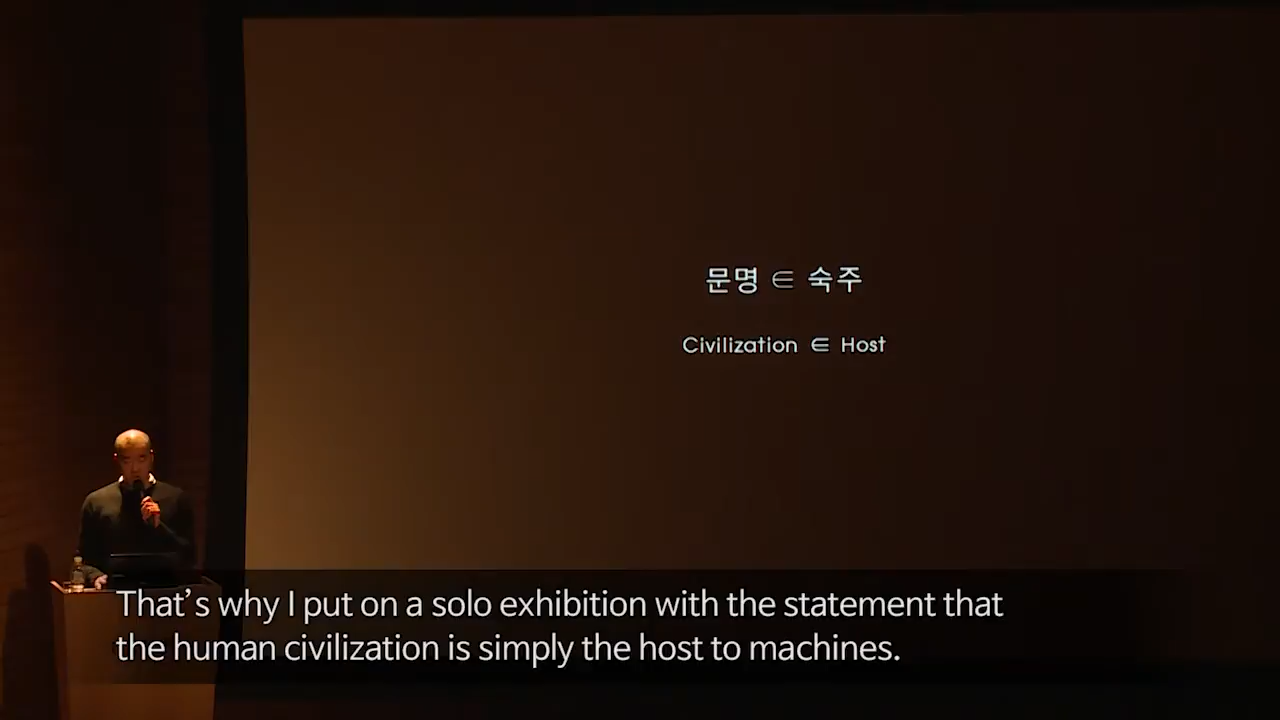 문명 ∈ 숙주
Civilization ∈ Host
That's why I put on a solo exhibition with the statement that
the human civilization is simply the host to machines.